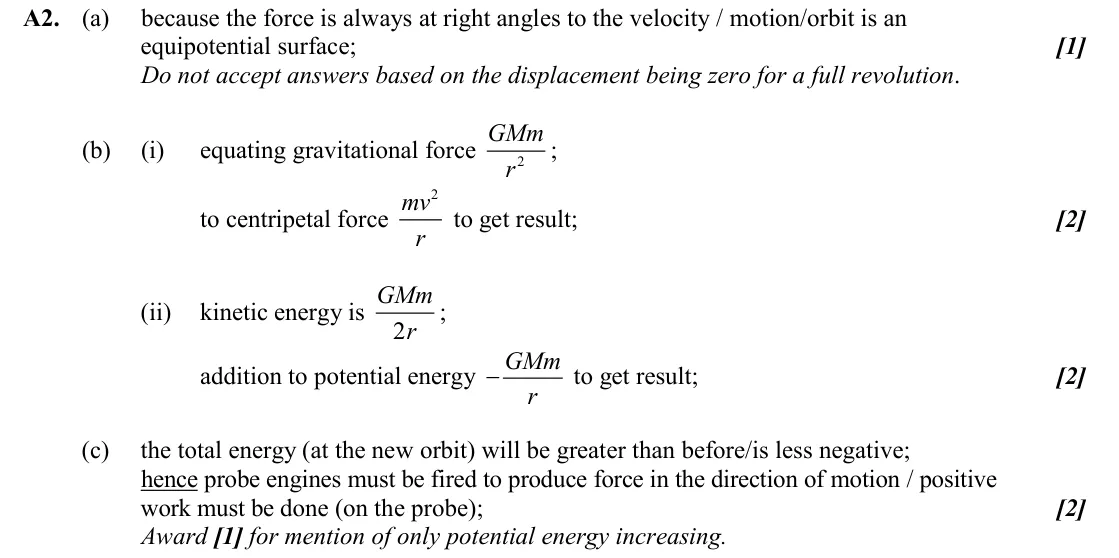 A2. (a) because the force is always at right angles to the velocity / motion/orbit is an
equipotential surface; [1]
Do not accept answers based on the displacement being zero for a full revolution.
(b) (i) equating gravitational force GMm/r²;
to centripetal force mv²/r to get result; [2]
(ii) kinetic energy is GMm/2r;
addition to potential energy −GMm/r to get result; [2]
(c) the total energy (at the new orbit) will be greater than before/is less negative;
hence probe engines must be fired to produce force in the direction of motion / positive
work must be done (on the probe); [2]
Award [1] for mention of only potential energy increasing.